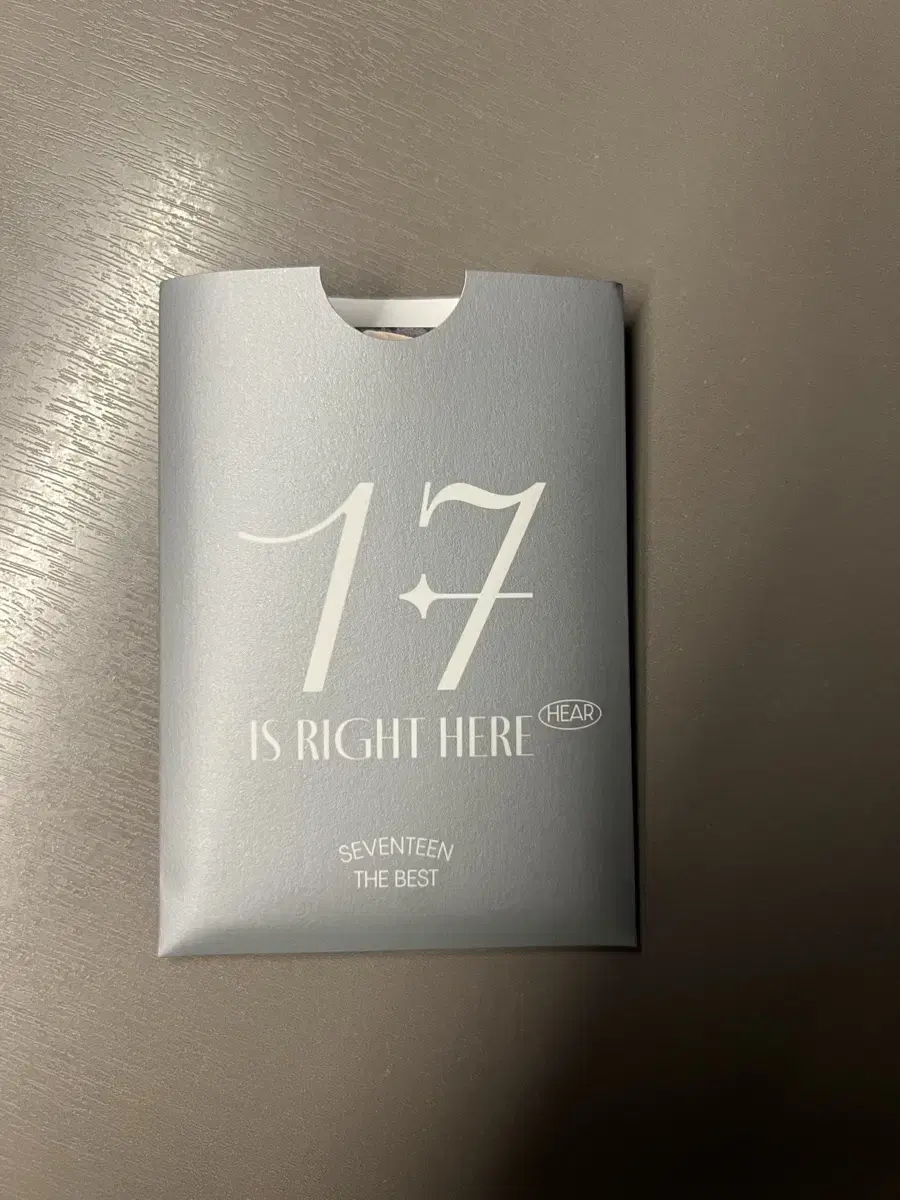 17
IS RIGHT HERE HEAR
SEVENTEEN
THE BEST